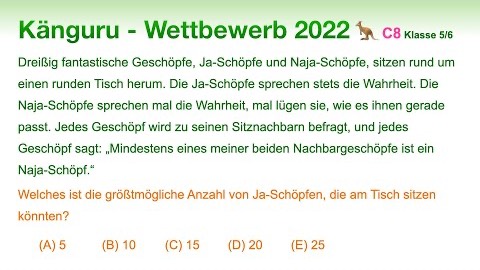 Känguru - Wettbewerb 2022 C8 Klasse 5/6
Dreißig fantastische Geschöpfe, Ja-Schöpfe und Naja-Schöpfe, sitzen rund um
einen runden Tisch herum. Die Ja-Schöpfe sprechen stets die Wahrheit. Die
Naja-Schöpfe sprechen mal die Wahrheit, mal lügen sie, wie es ihnen gerade
passt. Jedes Geschöpf wird zu seinen Sitznachbarn befragt, und jedes
Geschöpf sagt: „Mindestens eines meiner beiden Nachbargeschöpfe ist ein
Naja-Schöpf.“
Welches ist die größtmögliche Anzahl von Ja-Schöpfen, die am Tisch sitzen
könnten?
(A) 5 (B) 10 (C) 15 (D) 20 (E) 25